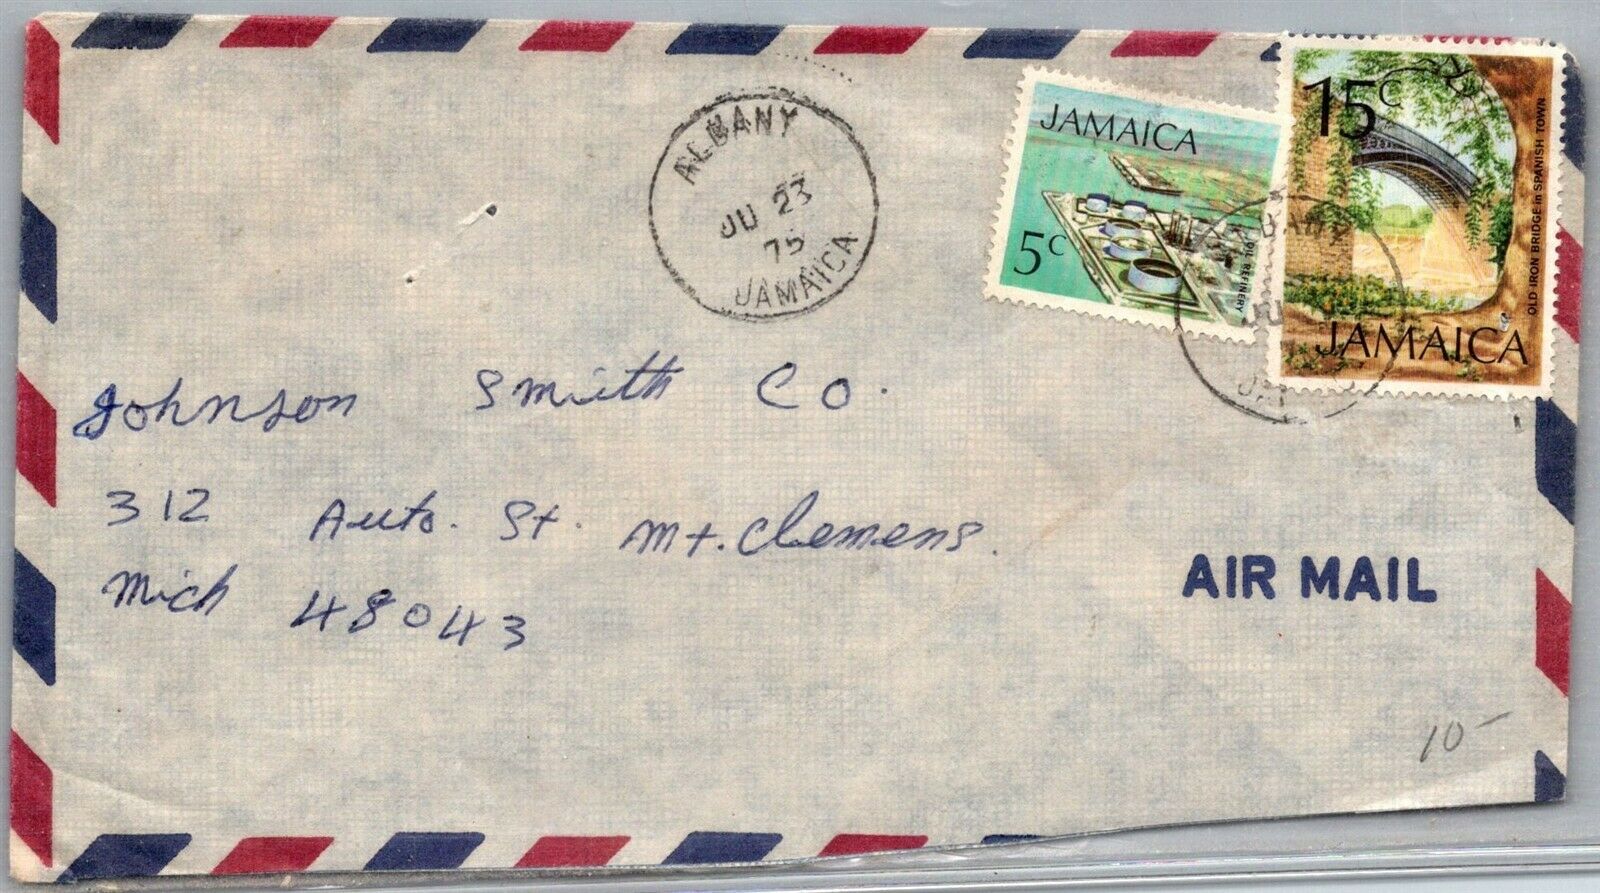 ALBANY
JU 23
75
JAMAICA
JAMAICA
5c
OIL REFINERY
15c
OLD IRON BRIDGE in SPANISH TOWN
JAMAICA
Johnson Smith Co.
312 Auto. St. Mt. Clemens.
Mich 48043
AIR MAIL
10-